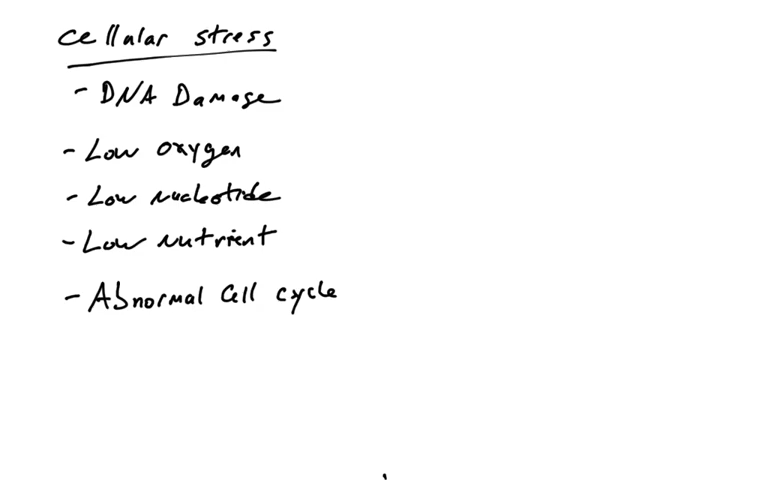 Cellular stress
- DNA Damage
- Low oxygen
- Low nucleotide
- Low nutrient
- Abnormal Cell cycle